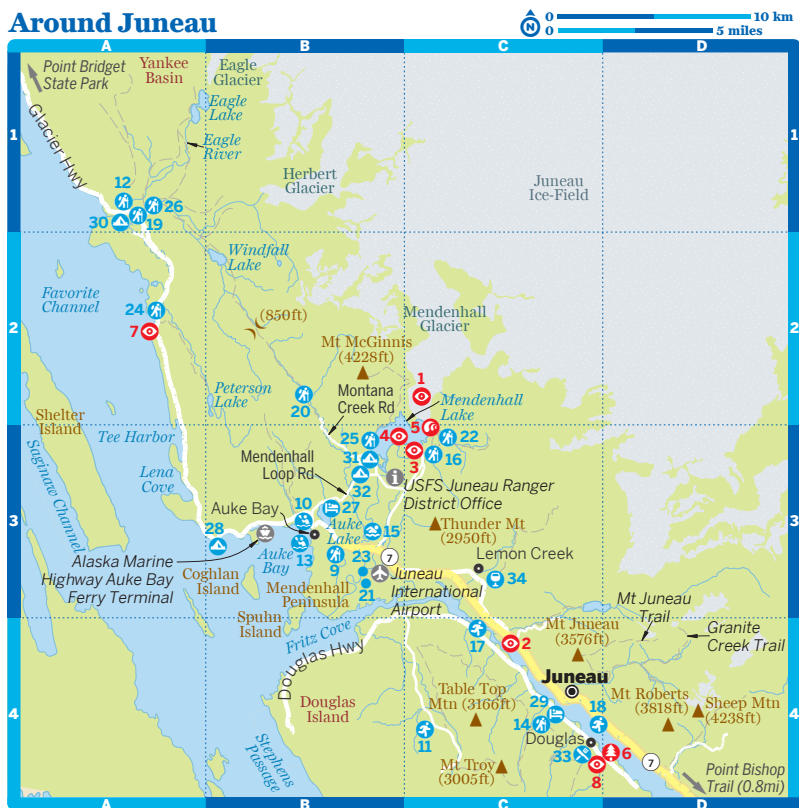 Around Juneau
N
0 10 km
0 5 miles
A B C D
Point Bridget
State Park
Yankee
Basin
Eagle
Glacier
Eagle
Lake
Eagle
River
Glacier Hwy
1
1
Herbert
Glacier
Juneau
Ice-Field
12
26
30
19
Windfall
Lake
Favorite
Channel
24
7
(850ft)
Mendenhall
Glacier
2
2
Mt McGinnis
(4228ft)
1
Peterson
Lake
20
Montana
Creek Rd
Mendenhall
Lake
Shelter
Island
Saginaw Channel
Tee Harbor
5
25
4
22
31
3
16
Mendenhall
Loop Rd
Lena
Cove
32
USFS Juneau Ranger
District Office
10
27
Auke Bay
Auke
Lake
3
3
28
15
Thunder Mt
(2950ft)
13
Auke
Bay
9
23
7
Lemon Creek
Alaska Marine
Highway Auke Bay
Ferry Terminal
Coghlan
Island
Mendenhall
Peninsula
21
Juneau
International
Airport
34
Mt Juneau
Trail
Spuhn
Island
Fritz Cove
Granite
Creek Trail
17
2
Mt Juneau
(3576ft)
Douglas Hwy
Juneau
Table Top
Mtn (3166ft)
Mt Roberts
(3818ft)
Sheep Mtn
(4238ft)
Douglas
Island
29
18
4
4
11
14
Douglas
Stephens
Passage
33
6
8
7
Mt Troy
(3005ft)
Point Bishop
Trail (0.8mi)
A B C D